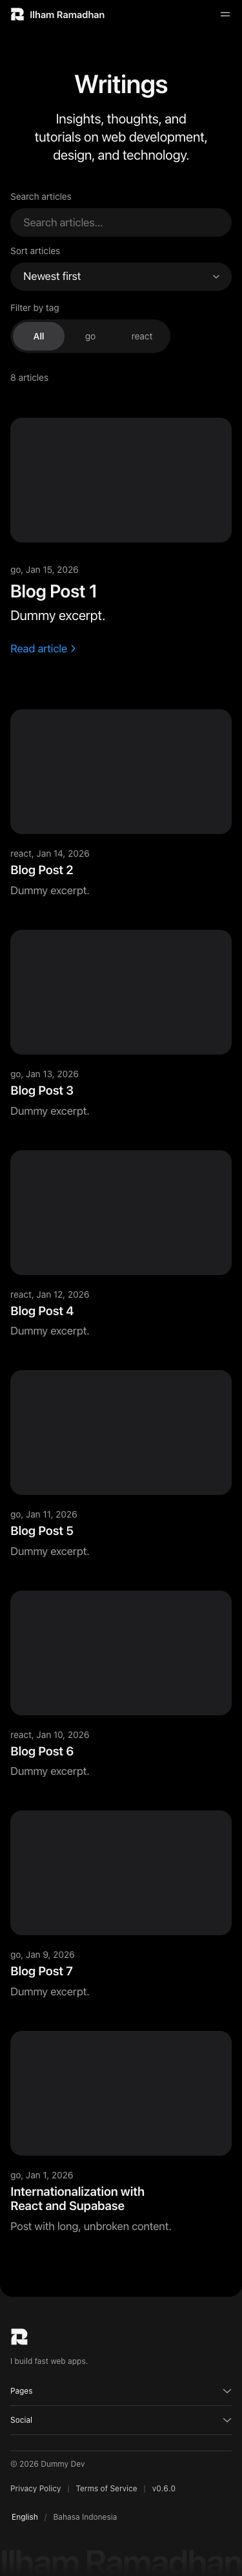 Ilham Ramadhan
Writings
Insights, thoughts, and
tutorials on web development,
design, and technology.
Search articles
Search articles...
Sort articles
Newest first
Filter by tag
All go react
8 articles
go, Jan 15, 2026
Blog Post 1
Dummy excerpt.
Read article
react, Jan 14, 2026
Blog Post 2
Dummy excerpt.
go, Jan 13, 2026
Blog Post 3
Dummy excerpt.
react, Jan 12, 2026
Blog Post 4
Dummy excerpt.
go, Jan 11, 2026
Blog Post 5
Dummy excerpt.
react, Jan 10, 2026
Blog Post 6
Dummy excerpt.
go, Jan 9, 2026
Blog Post 7
Dummy excerpt.
go, Jan 1, 2026
Internationalization with
React and Supabase
Post with long, unbroken content.
I build fast web apps.
Pages
Social
© 2026 Dummy Dev
Privacy Policy | Terms of Service | v0.6.0
English / Bahasa Indonesia
Ilham Ramadhan